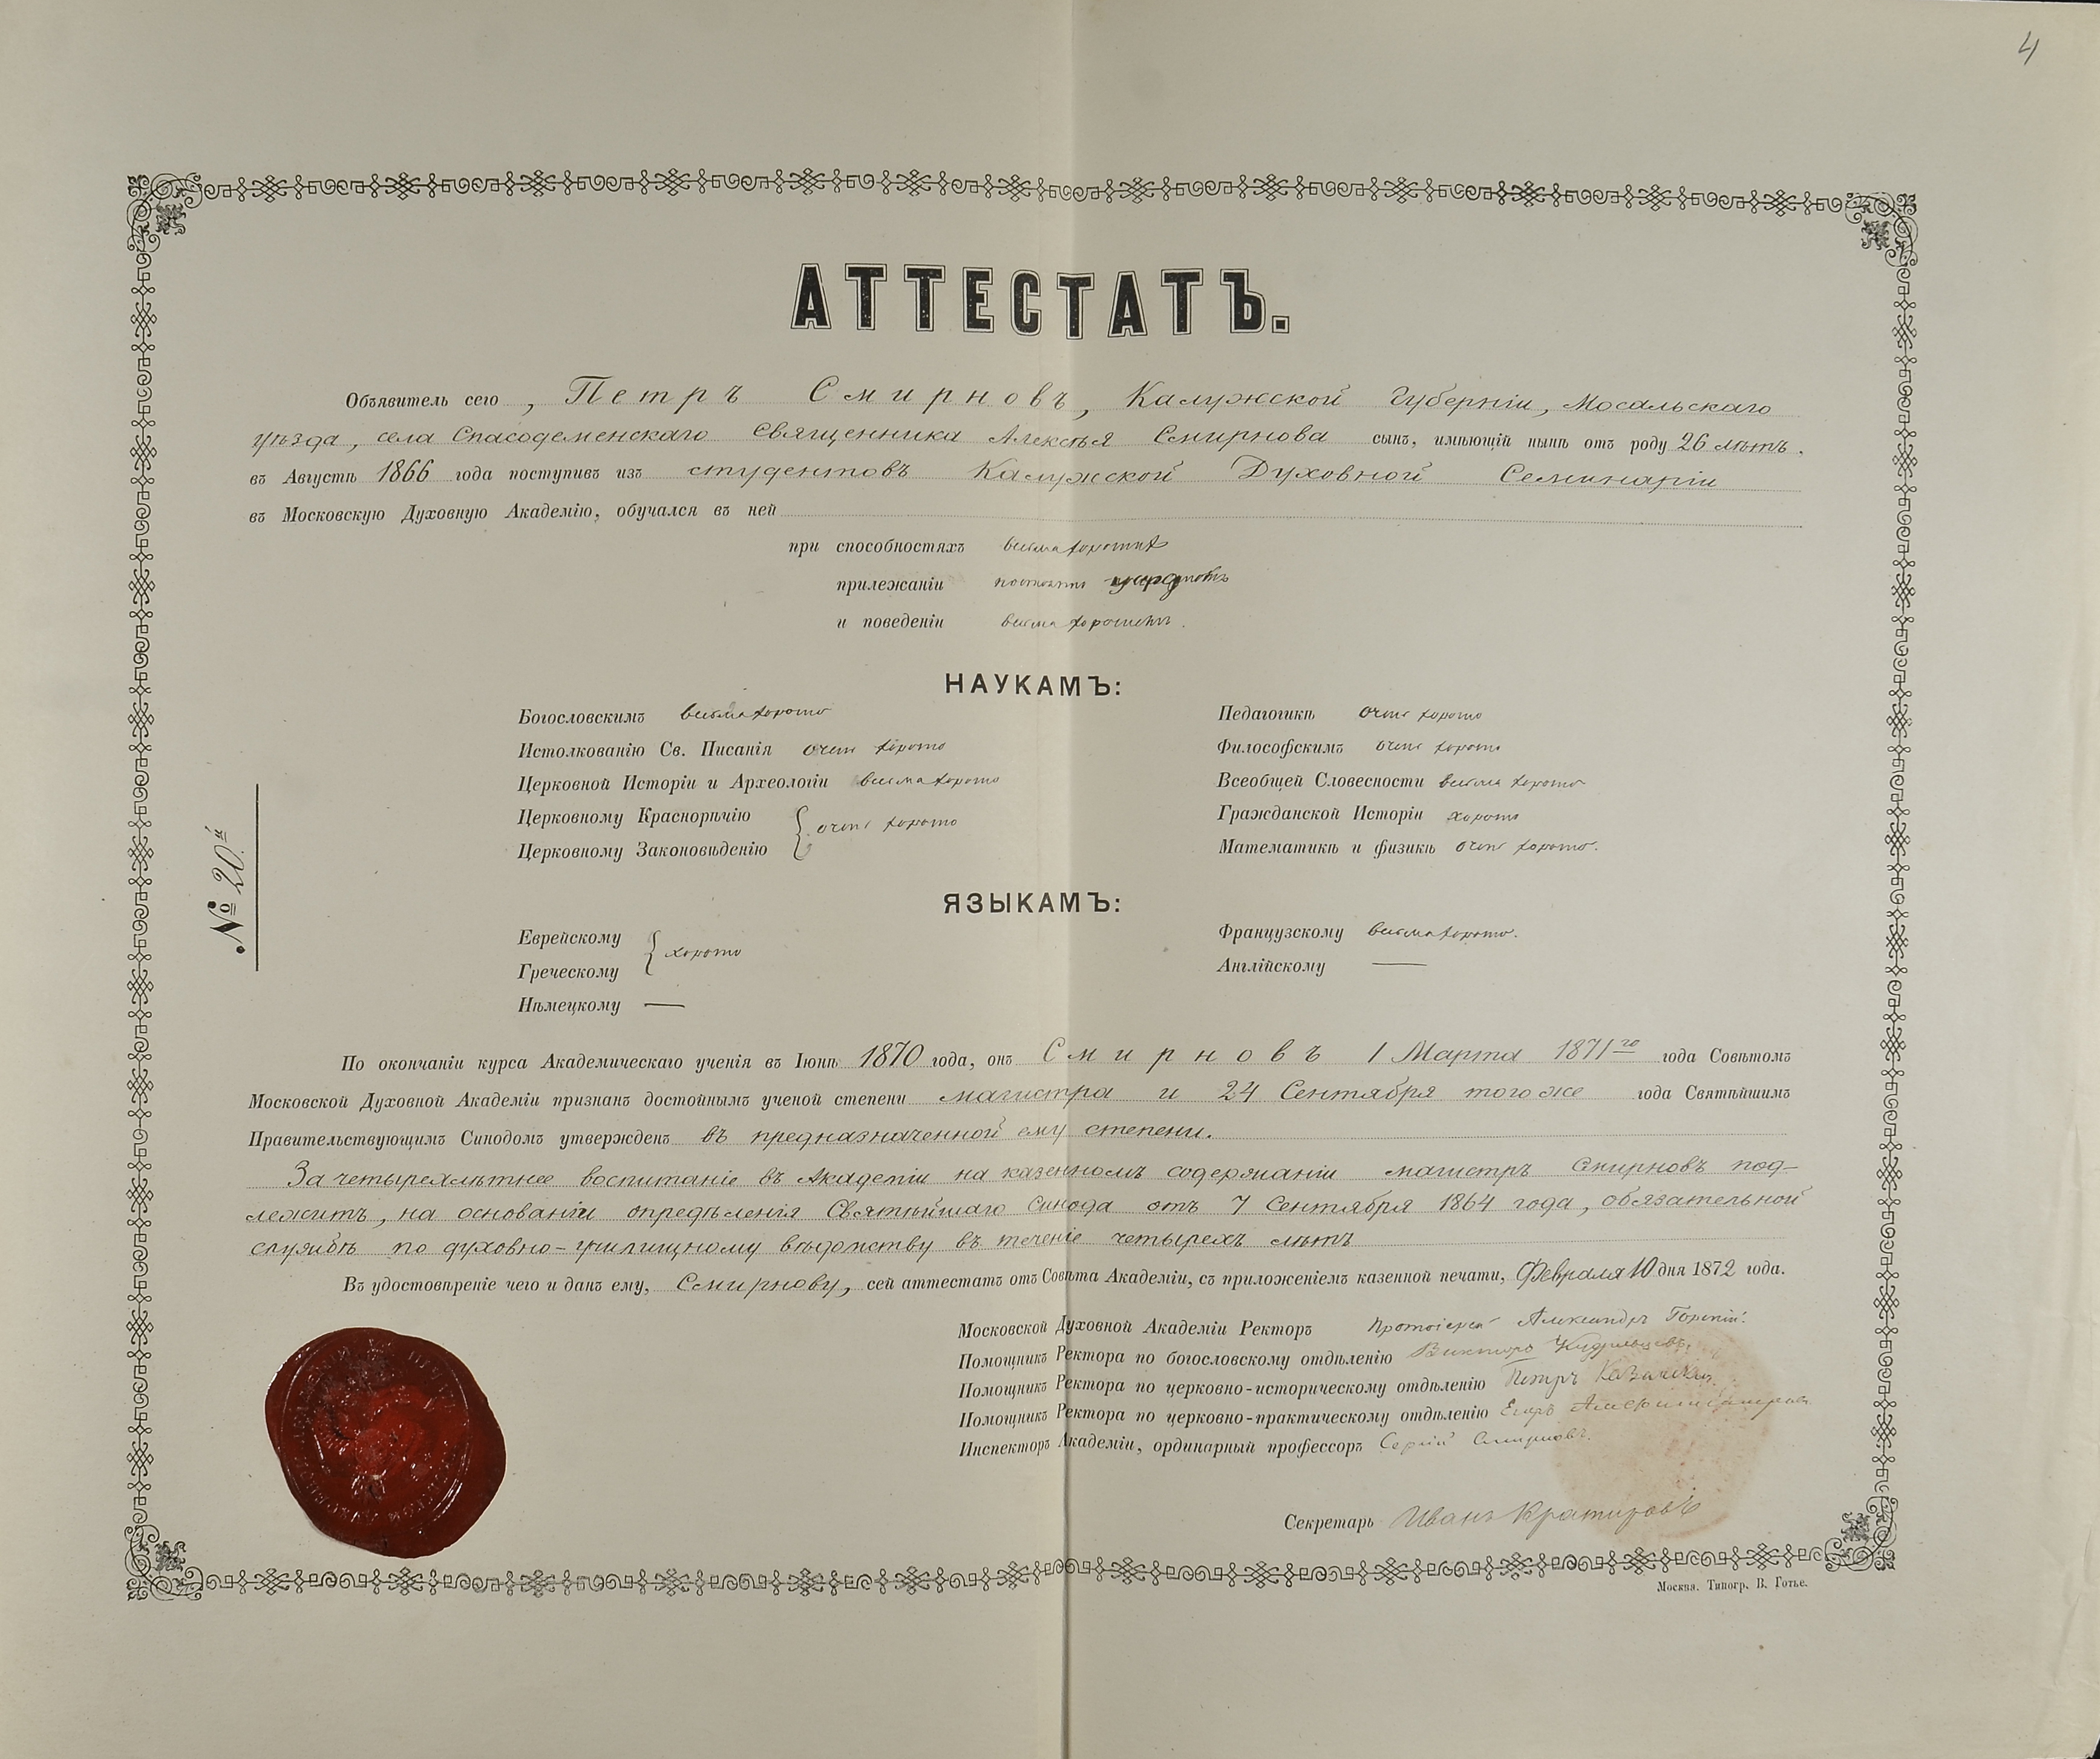 4
АТТЕСТАТЪ.
Объявитель сего, Петръ Смирновъ, Калужской Губерніи, Мосальскаго
уѣзда, села Спасодеменскаго Священника Алексѣя Смирнова сынъ, имѣющій нынѣ отъ роду 26 лѣтъ,
въ Августѣ 1866 года поступивъ изъ студентовъ Калужской Духовной Семинаріи
въ Московскую Духовную Академію, обучался въ ней
при способностяхъ весьма хорошихъ
прилежаніи постоянно усердномъ
и поведеніи весьма хорошемъ.
НАУКАМЪ:
Богословскимъ весьма хорошо
Истолкованію Св. Писанія очень хорошо
Церковной Исторіи и Археологіи весьма хорошо
Церковному Краснорѣчію
Церковному Законовѣденію } очень хорошо
Педагогикѣ очень хорошо
Философскимъ очень хорошо
Всеобщей Словесности весьма хорошо
Гражданской Исторіи хорошо
Математикѣ и физикѣ очень хорошо.
№ 20.й
ЯЗЫКАМЪ:
Еврейскому
Греческому } хорошо
Нѣмецкому —
Французскому весьма хорошо.
Англійскому —
По окончаніи курса Академическаго ученія въ Іюнѣ 1870 года, онъ Смирновъ 1 Марта 1871го года Совѣтомъ
Московской Духовной Академіи признанъ достойнымъ ученой степени магистра и 24 Сентября того же года Святѣйшимъ
Правительствующимъ Синодомъ утвержденъ въ предназначенной ему степени.
За четырехлѣтнее воспитаніе въ Академіи на казенномъ содержаніи магистръ Смирновъ под-
лежитъ, на основаніи опредѣленія Святѣйшаго Синода отъ 7 Сентября 1864 года, обязательной
службѣ по духовно-училищному вѣдомству въ теченіе четырехъ лѣтъ
Въ удостовѣреніе чего и данъ ему, Смирнову, сей аттестатъ отъ Совѣта Академіи, съ приложеніемъ казенной печати, Февраля 10 дня 1872 года.
Московской Духовной Академіи Ректоръ Протоіерей Александръ Горскій.
Помощникъ Ректора по богословскому отдѣленію Викторъ Кудрявцевъ.
Помощникъ Ректора по церковно-историческому отдѣленію Петръ Казанскій.
Помощникъ Ректора по церковно-практическому отдѣленію Егоръ Амфитеатровъ
Инспекторъ Академіи, ординарный профессоръ Сергій Смирновъ.
Секретарь Иванъ Кратировъ
Москва. Типогр. В. Готье.